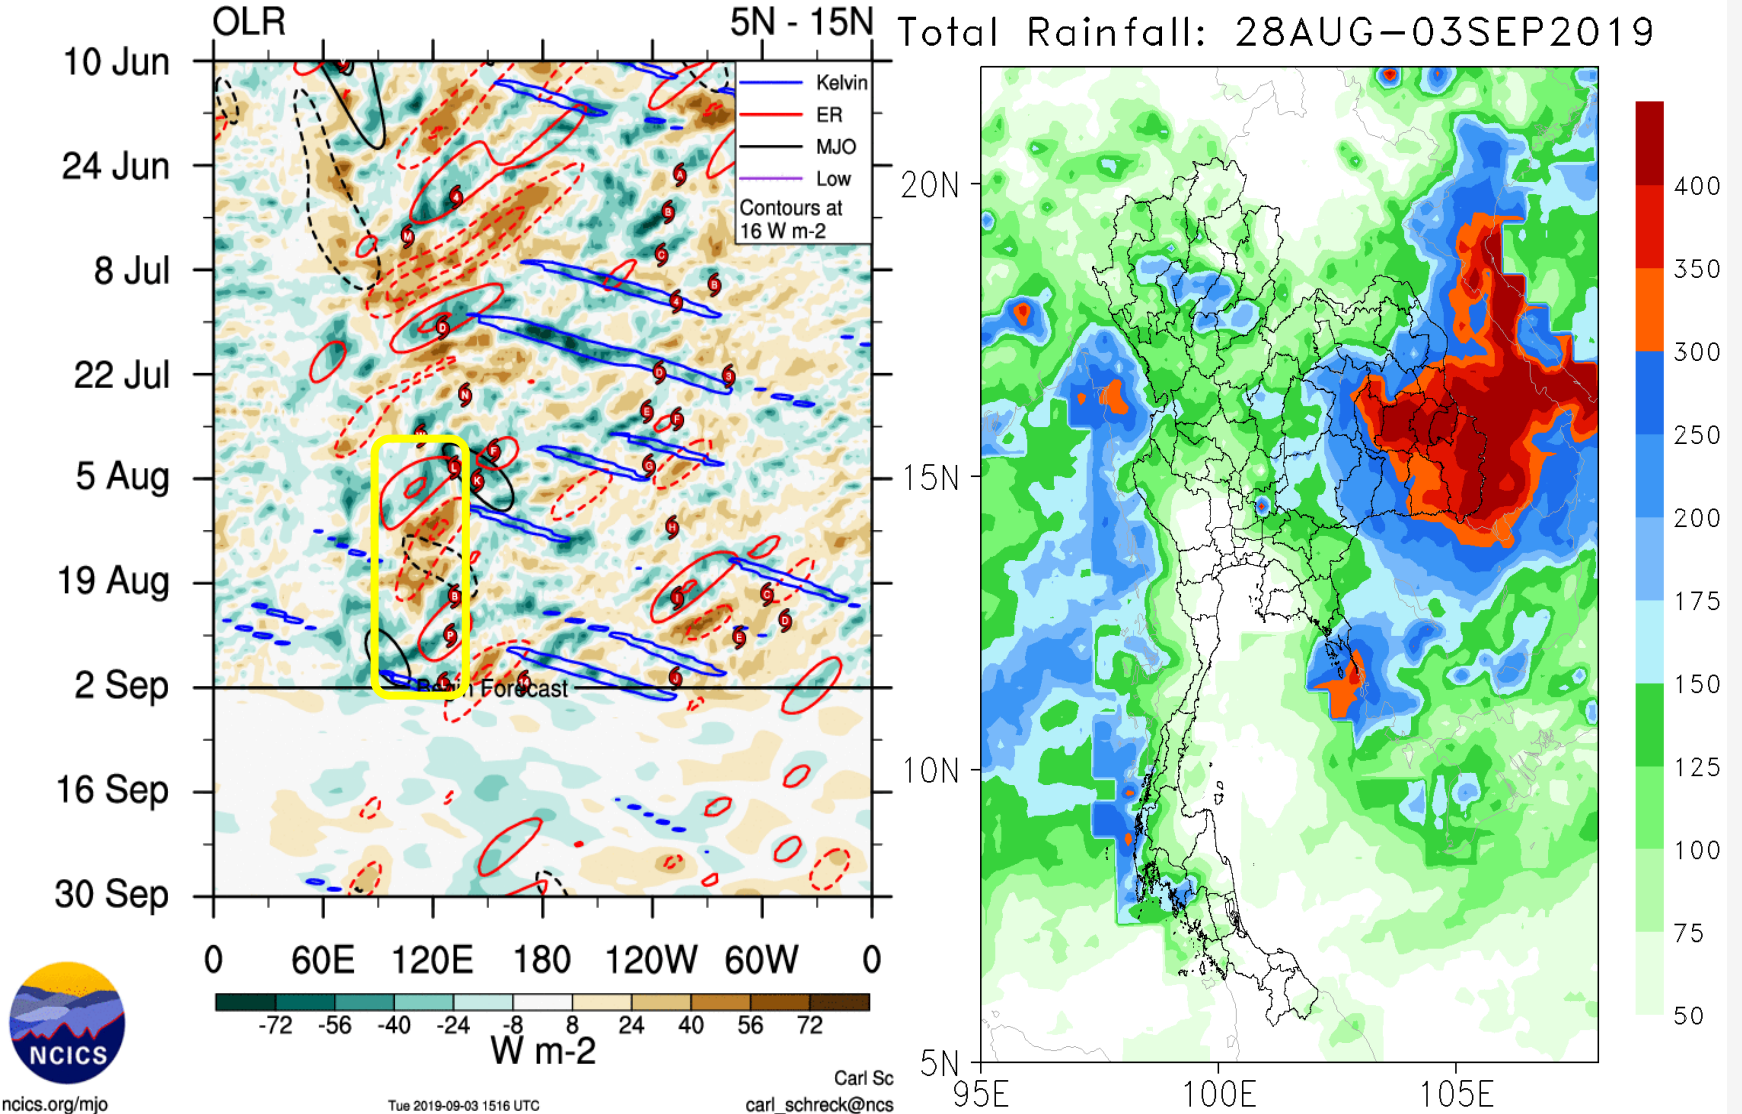 OLR
5N - 15N
10 Jun
24 Jun
8 Jul
22 Jul
5 Aug
19 Aug
2 Sep
16 Sep
30 Sep
Kelvin
ER
MJO
Low
Contours at
16 W m-2
Begin Forecast
0 60E 120E 180 120W 60W 0
-72 -56 -40 -24 -8 8 24 40 56 72
W m-2
NCICS
ncics.org/mjo
Tue 2019-09-03 1516 UTC
Carl Sc
carl_schreck@ncs
Total Rainfall: 28AUG-03SEP2019
20N
15N
10N
5N
95E 100E 105E
400
350
300
250
200
175
150
125
100
75
50